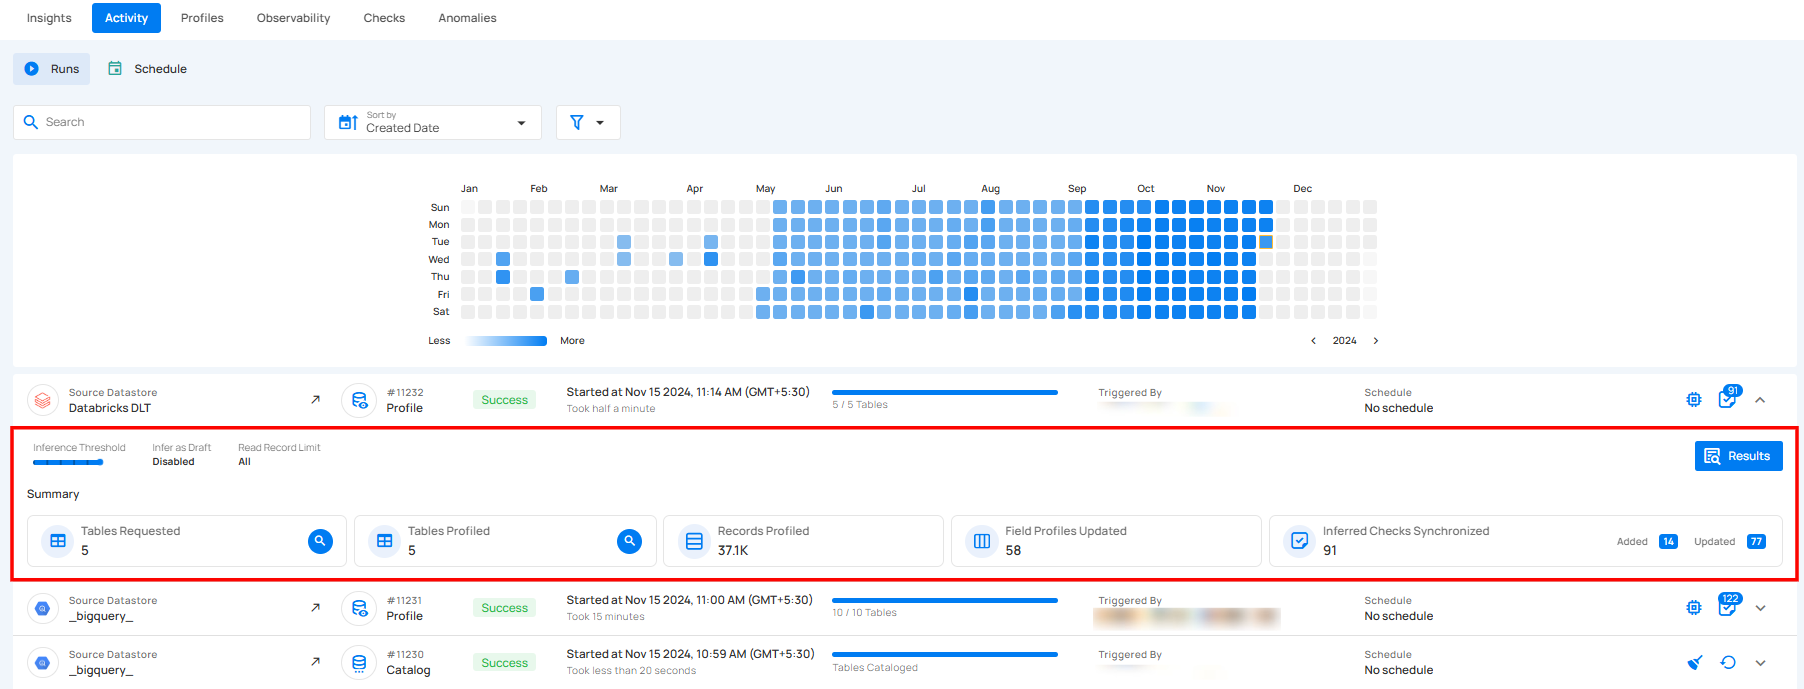 Insights Activity Profiles Observability Checks Anomalies
Runs Schedule
Search
Sort by
Created Date
Jan Feb Mar Apr May Jun Jul Aug Sep Oct Nov Dec
Sun
Mon
Tue
Wed
Thu
Fri
Sat
Less More 2024
Source Datastore #11232 Started at Nov 15 2024, 11:14 AM (GMT+5:30) Triggered By Schedule 91
Databricks DLT Profile Success Took half a minute 5 / 5 Tables No schedule
Inference Threshold Infer as Draft Read Record Limit
Disabled All
Results
Summary
Tables Requested Tables Profiled Records Profiled Field Profiles Updated Inferred Checks Synchronized
5 5 37.1K 58 91 Added 14 Updated 77
Source Datastore #11231 Started at Nov 15 2024, 11:00 AM (GMT+5:30) Triggered By Schedule 122
_bigquery_ Profile Success Took 15 minutes 10 / 10 Tables No schedule
Source Datastore #11230 Started at Nov 15 2024, 10:59 AM (GMT+5:30) Triggered By Schedule
_bigquery_ Catalog Success Took less than 20 seconds Tables Cataloged No schedule